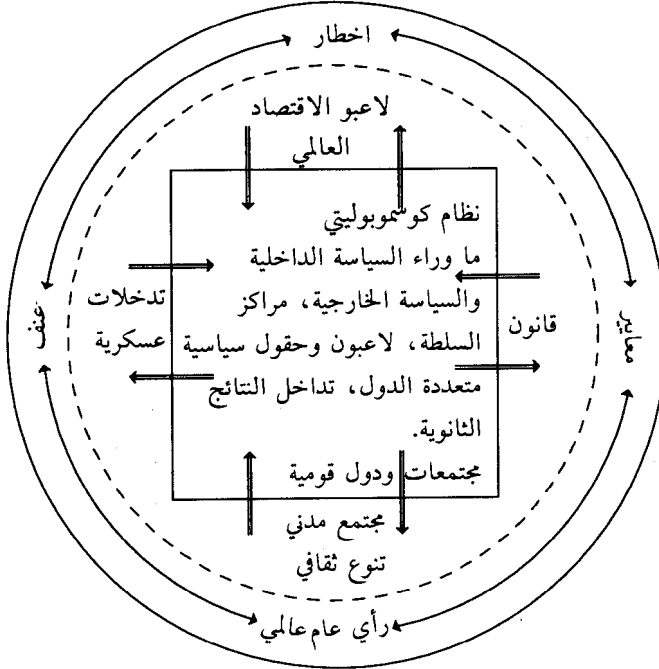 اخطار
لاعبو الاقتصاد
العالمي
نظام كوسموبوليتي
ما وراء السياسة الداخلية
والسياسة الخارجية، مراكز
السلطة، لاعبون وحقول سياسية
متعددة الدول، تداخل النتائج
الثانوية.
مجتمعات ودول قومية
معايير
قانون
تدخلات
عسكرية
عنف
مجتمع مدني
تنوع ثقافي
رأي عام عالمي